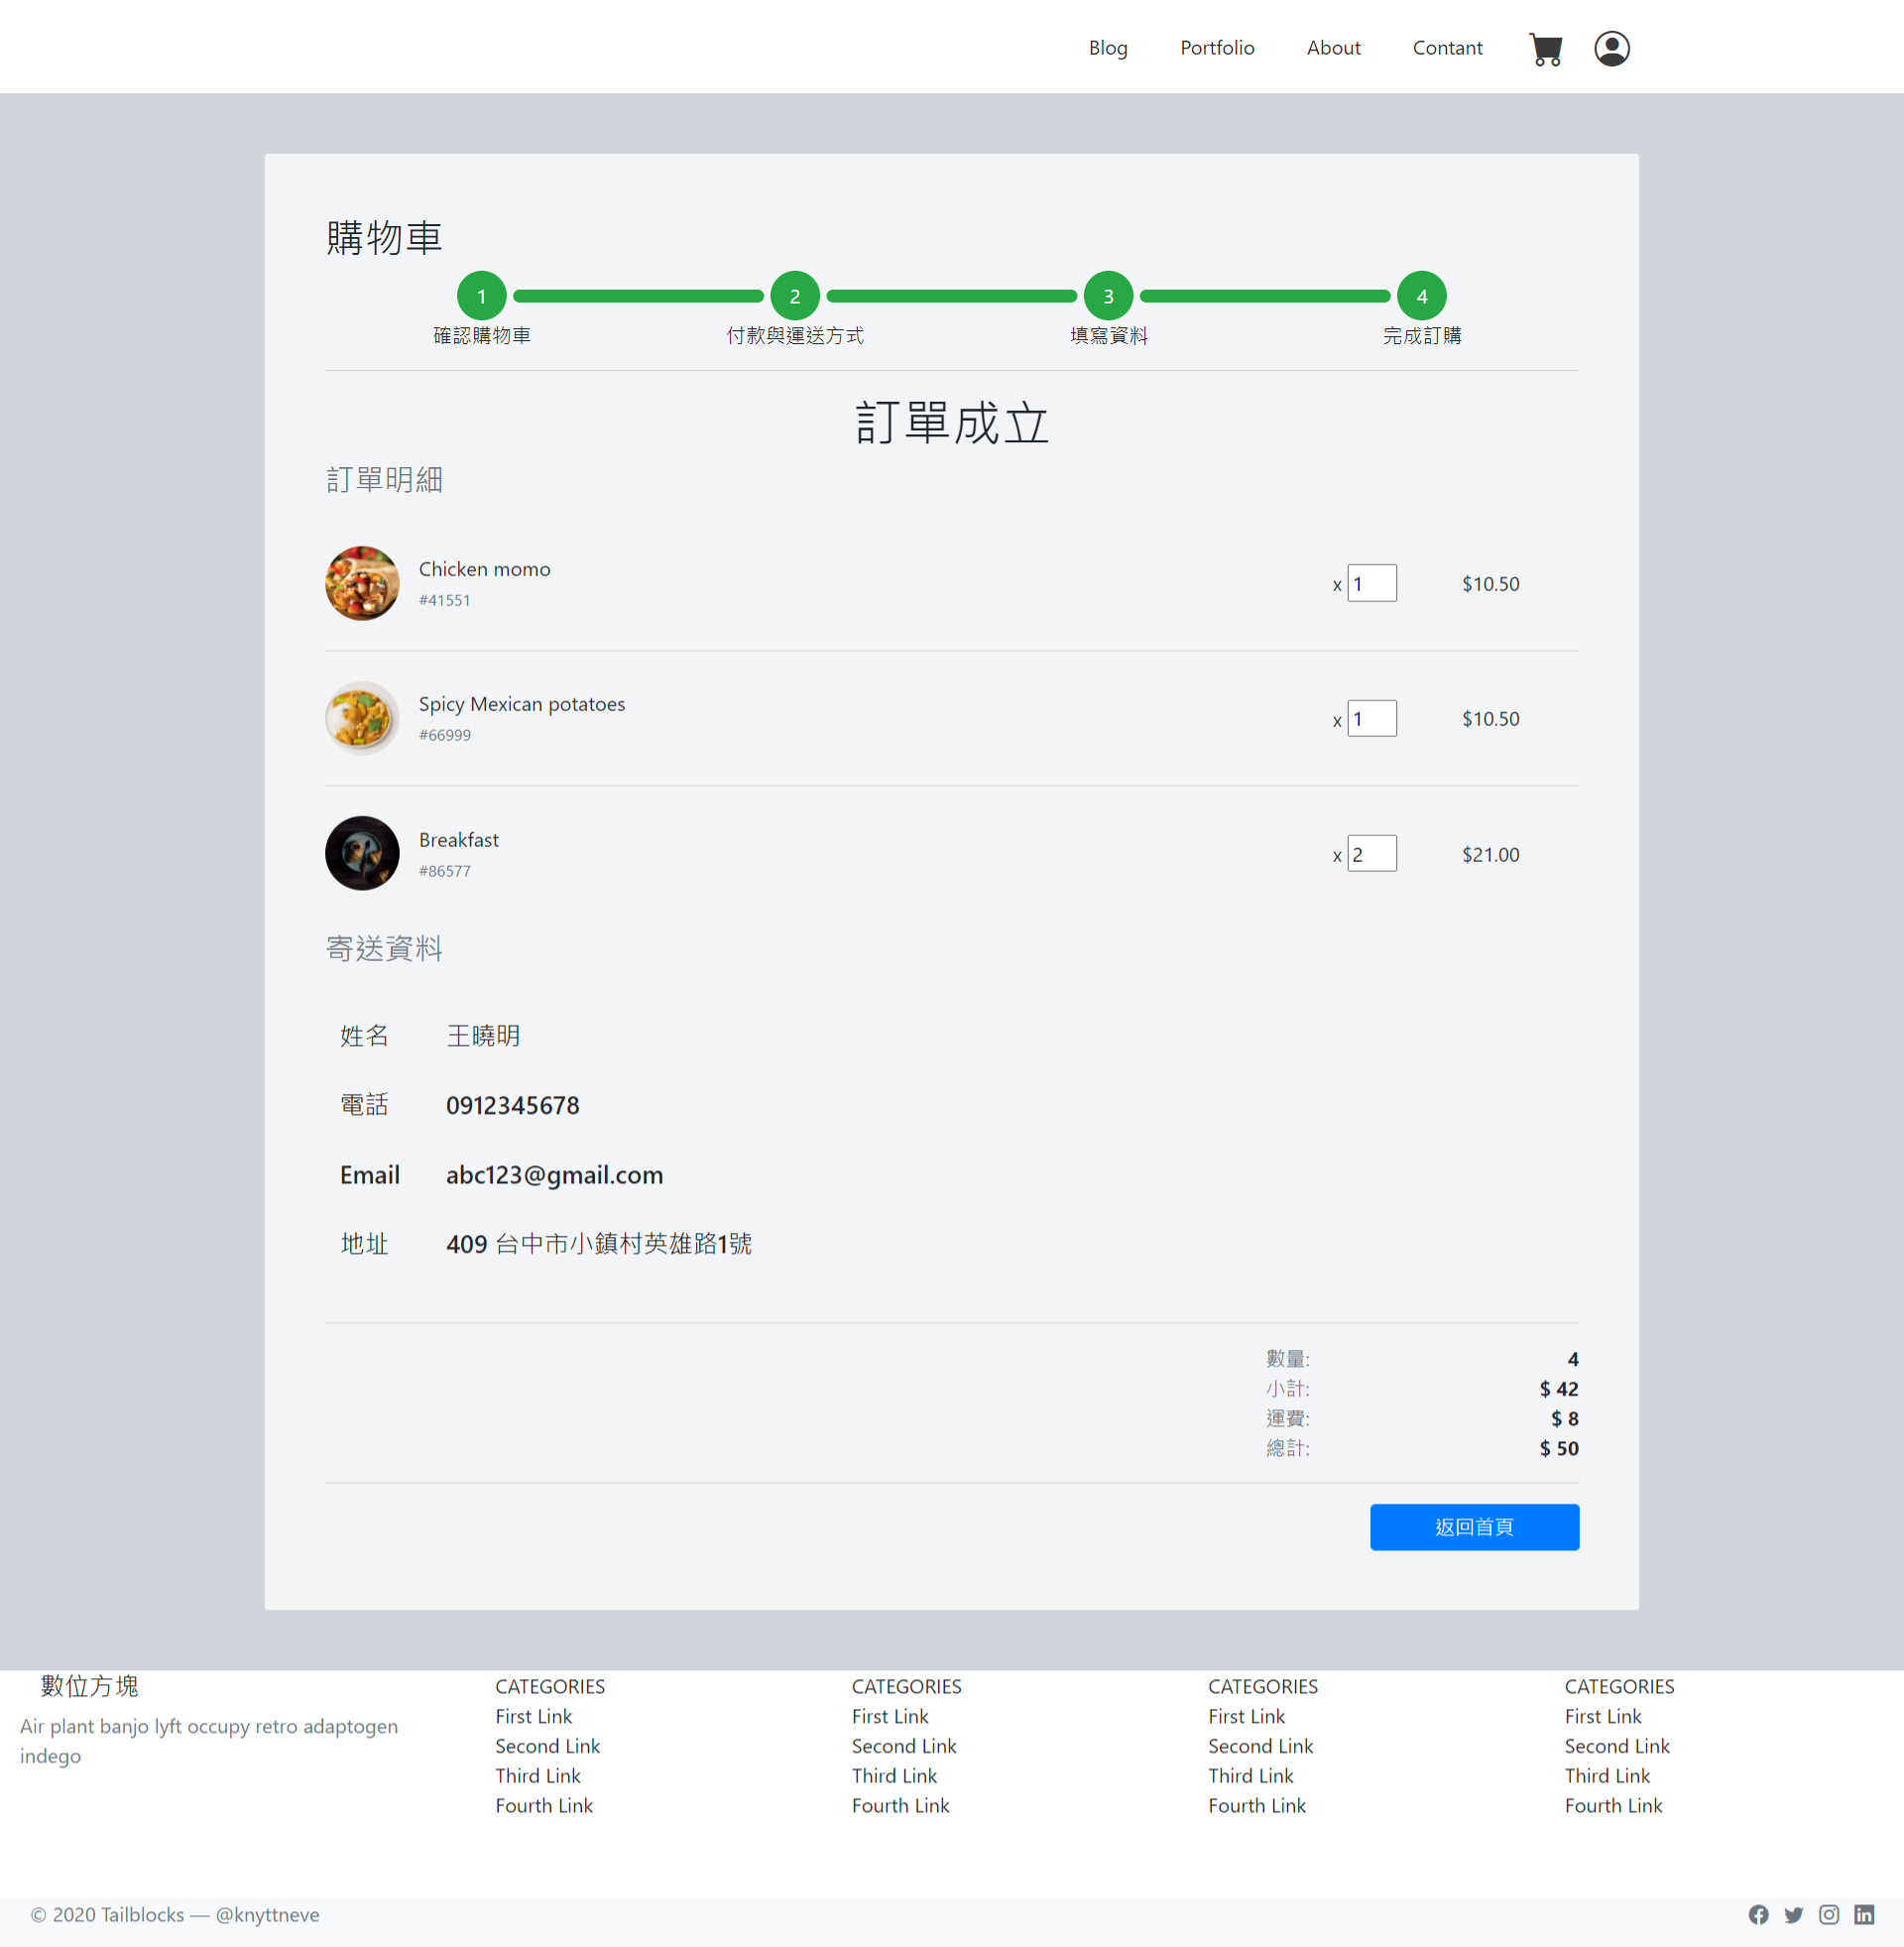 Blog Portfolio About Contant
購物車
1 2 3 4
確認購物車 付款與運送方式 填寫資料 完成訂購
訂單成立
訂單明細
Chicken momo
#41551
x 1 $10.50
Spicy Mexican potatoes
#66999
x 1 $10.50
Breakfast
#86577
x 2 $21.00
寄送資料
姓名 王曉明
電話 0912345678
Email abc123@gmail.com
地址 409 台中市小鎮村英雄路1號
數量: 4
小計: $ 42
運費: $ 8
總計: $ 50
返回首頁
數位方塊
Air plant banjo lyft occupy retro adaptogen
indego
CATEGORIES
First Link
Second Link
Third Link
Fourth Link
CATEGORIES
First Link
Second Link
Third Link
Fourth Link
CATEGORIES
First Link
Second Link
Third Link
Fourth Link
CATEGORIES
First Link
Second Link
Third Link
Fourth Link
© 2020 Tailblocks — @knyttneve